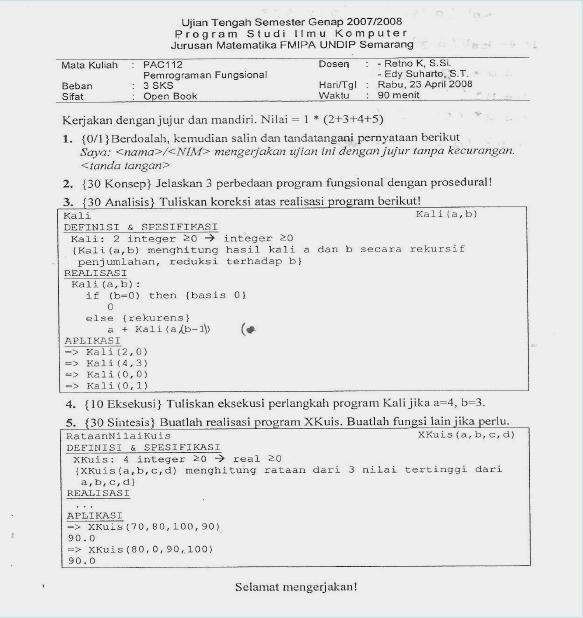 Ujian Tengah Semester Genap 2007/2008
Program Studi Ilmu Komputer
Jurusan Matematika FMIPA UNDIP Semarang
Mata Kuliah : PAC112 Dosen : - Retno K, S.Si.
Pemrograman Fungsional - Edy Suharto, S.T.
Beban : 3 SKS Hari/Tgl : Rabu, 23 April 2008
Sifat : Open Book Waktu : 90 menit
Kerjakan dengan jujur dan mandiri. Nilai = 1 * (2+3+4+5)
1. {0/1}Berdoalah, kemudian salin dan tandatangani pernyataan berikut
Saya: <nama>/<NIM> mengerjakan ujian ini dengan jujur tanpa kecurangan.
<tanda tangan>
2. {30 Konsep} Jelaskan 3 perbedaan program fungsional dengan prosedural!
3. {30 Analisis} Tuliskan koreksi atas realisasi program berikut!
Kali Kali(a,b)
DEFINISI & SPESIFIKASI
Kali: 2 integer ≥0 → integer ≥0
{Kali(a,b) menghitung hasil kali a dan b secara rekursif
penjumlahan, reduksi terhadap b}
REALISASI
Kali(a,b):
if (b=0) then {basis 0}
0
else {rekurens}
a + Kali(a,(b-1))
APLIKASI
=> Kali(2,0)
=> Kali(4,3)
=> Kali(0,0)
=> Kali(0,1)
4. {10 Eksekusi} Tuliskan eksekusi perlangkah program Kali jika a=4, b=3.
5. {30 Sintesis} Buatlah realisasi program XKuis. Buatlah fungsi lain jika perlu.
RataanNilaiKuis XKuis(a,b,c,d)
DEFINISI & SPESIFIKASI
XKuis: 4 integer ≥0 → real ≥0
{XKuis(a,b,c,d) menghitung rataan dari 3 nilai tertinggi dari
a,b,c,d}
REALISASI
...
APLIKASI
=> XKuis(70,80,100,90)
90.0
=> XKuis(80,0,90,100)
90.0
Selamat mengerjakan!